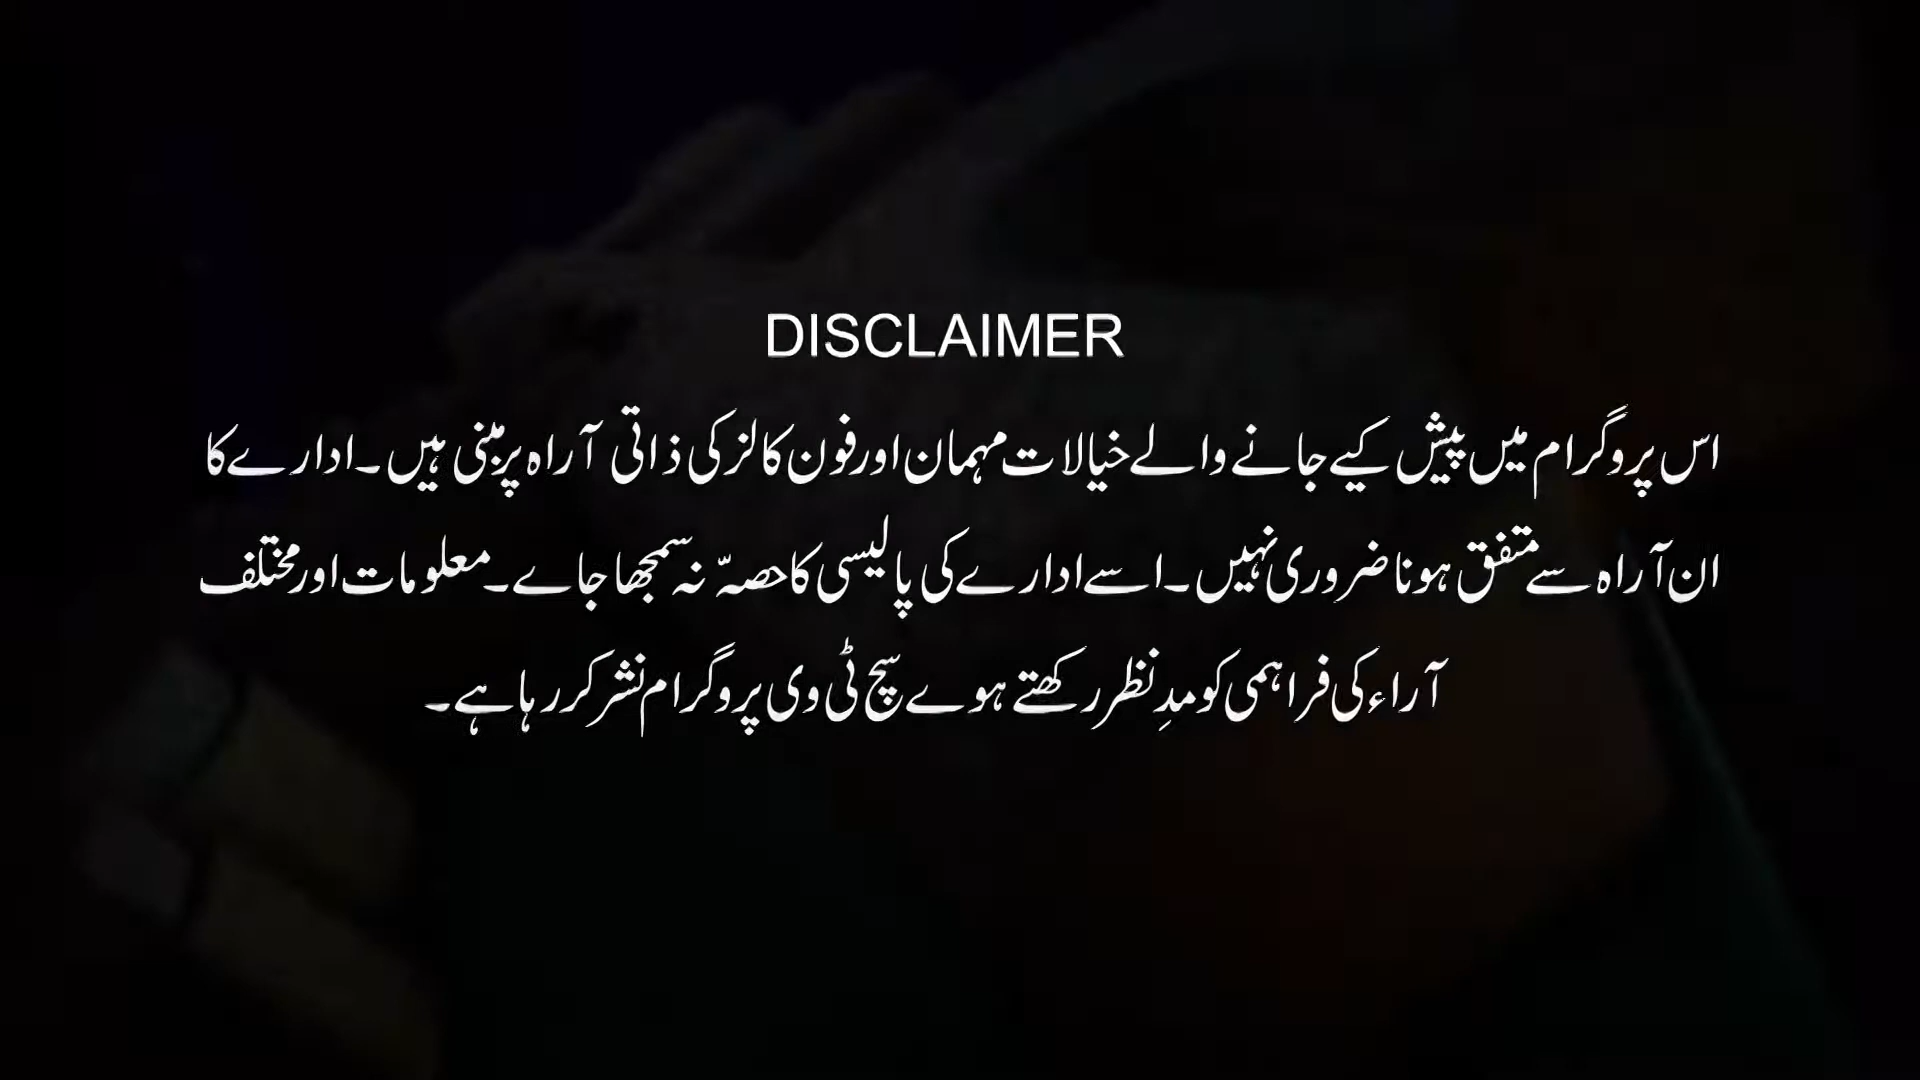 DISCLAIMER
اس پروگرام میں پیش کیے جانے والے خیالات مہمان اور فون کالز کی ذاتی آراہ پر مبنی ہیں۔ ادارے کا
ان آراہ سے متفق ہونا ضروری نہیں۔ اسے ادارے کی پالیسی کا حصہّ نہ سمجھا جاے۔ معلومات اور مختلف
آراء کی فراہمی کو مدِ نظر رکھتے ہوے سچ ٹی وی پروگرام نشر کر رہا ہے۔